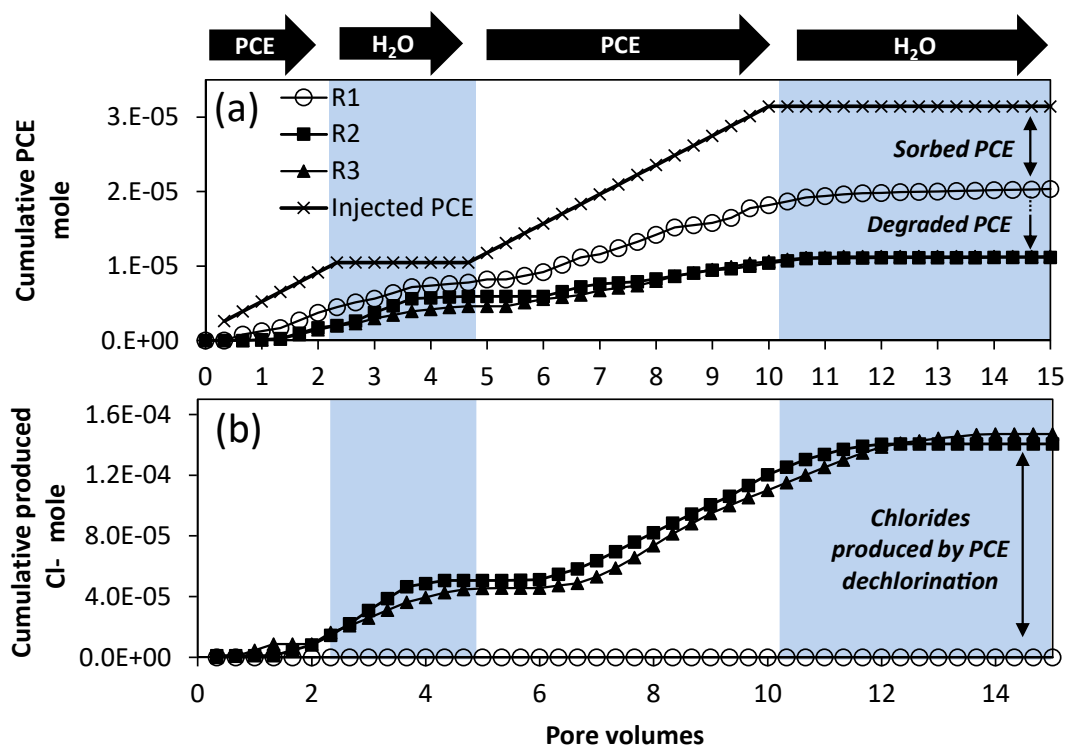 PCE
H₂O
PCE
H₂O
(a)
R1
R2
R3
Injected PCE
Sorbed PCE
Degraded PCE
Cumulative PCE
mole
3.E-05
2.E-05
1.E-05
0.E+00
0 1 2 3 4 5 6 7 8 9 10 11 12 13 14 15
(b)
Cumulative produced
Cl- mole
1.6E-04
1.2E-04
8.0E-05
4.0E-05
0.0E+00
Chlorides
produced by PCE
dechlorination
0 2 4 6 8 10 12 14
Pore volumes